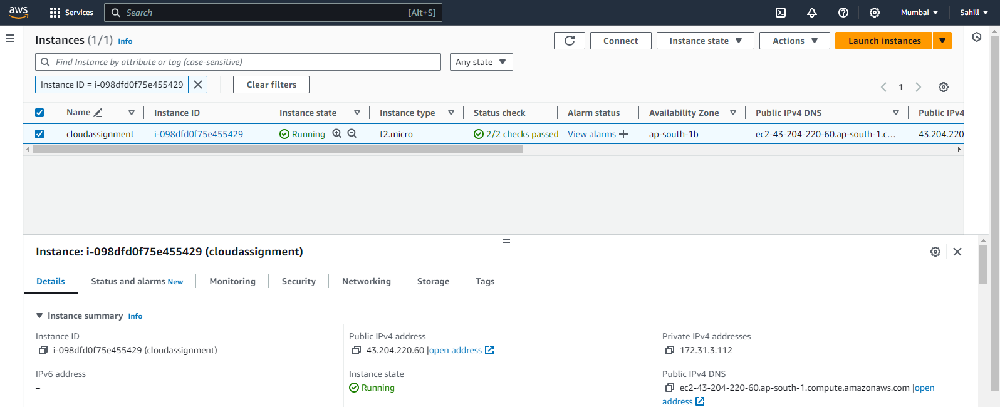 aws Services Search [Alt+S] Mumbai Sahill
Instances (1/1) Info Connect Instance state Actions Launch instances
Find Instance by attribute or tag (case-sensitive) Any state
Instance ID = i-098dfd0f75e455429 Clear filters 1
Name Instance ID Instance state Instance type Status check Alarm status Availability Zone Public IPv4 DNS Public IPv4
cloudassignment i-098dfd0f75e455429 Running t2.micro 2/2 checks passed View alarms ap-south-1b ec2-43-204-220-60.ap-south-1.c... 43.204.220
Instance: i-098dfd0f75e455429 (cloudassignment)
Details Status and alarms New Monitoring Security Networking Storage Tags
Instance summary Info
Instance ID Public IPv4 address Private IPv4 addresses
i-098dfd0f75e455429 (cloudassignment) 43.204.220.60 |open address 172.31.3.112
IPv6 address Instance state Public IPv4 DNS
– Running ec2-43-204-220-60.ap-south-1.compute.amazonaws.com |open
address